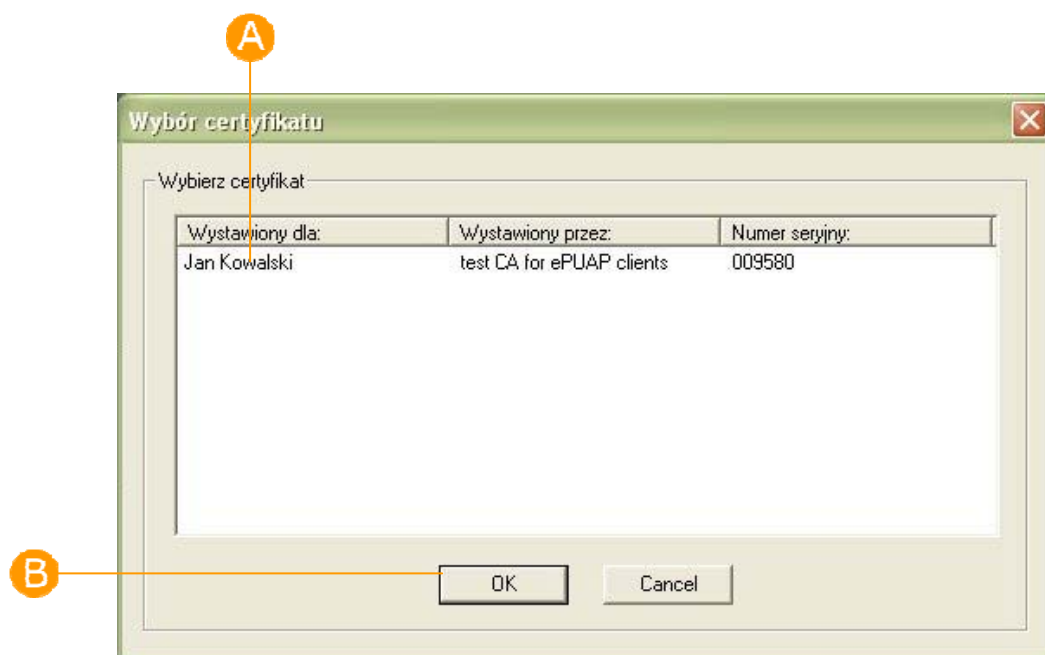 A
Wybór certyfikatu
Wybierz certyfikat
Wystawiony dla: Wystawiony przez: Numer seryjny:
Jan Kowalski test CA for ePUAP clients 009580
B
OK Cancel